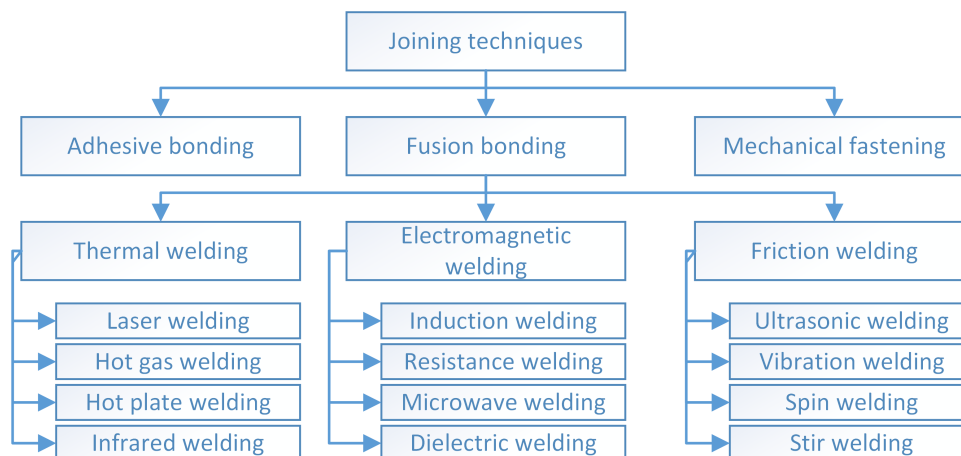 Joining techniques
Adhesive bonding
Fusion bonding
Mechanical fastening
Thermal welding
Electromagnetic
welding
Friction welding
Laser welding
Induction welding
Ultrasonic welding
Hot gas welding
Resistance welding
Vibration welding
Hot plate welding
Microwave welding
Spin welding
Infrared welding
Dielectric welding
Stir welding